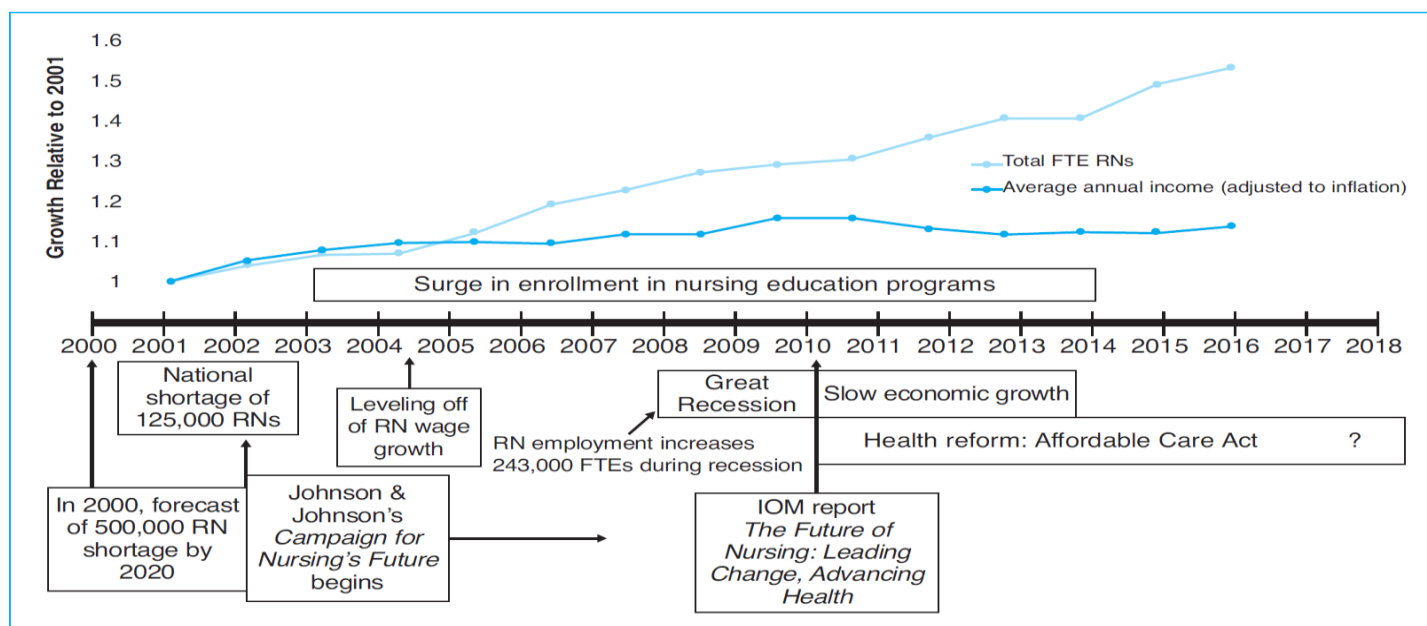 Growth Relative to 2001
1.6
1.5
1.4
1.3
1.2
1.1
1
Total FTE RNs
Average annual income (adjusted to inflation)
Surge in enrollment in nursing education programs
2000 2001 2002 2003 2004 2005 2006 2007 2008 2009 2010 2011 2012 2013 2014 2015 2016 2017 2018
National
shortage of
125,000 RNs
Leveling off
of RN wage
growth
Great
Recession
Slow economic growth
RN employment increases
243,000 FTEs during recession
Health reform: Affordable Care Act ?
In 2000, forecast
of 500,000 RN
shortage by
2020
Johnson &
Johnson's
Campaign for
Nursing's Future
begins
IOM report
The Future of
Nursing: Leading
Change, Advancing
Health